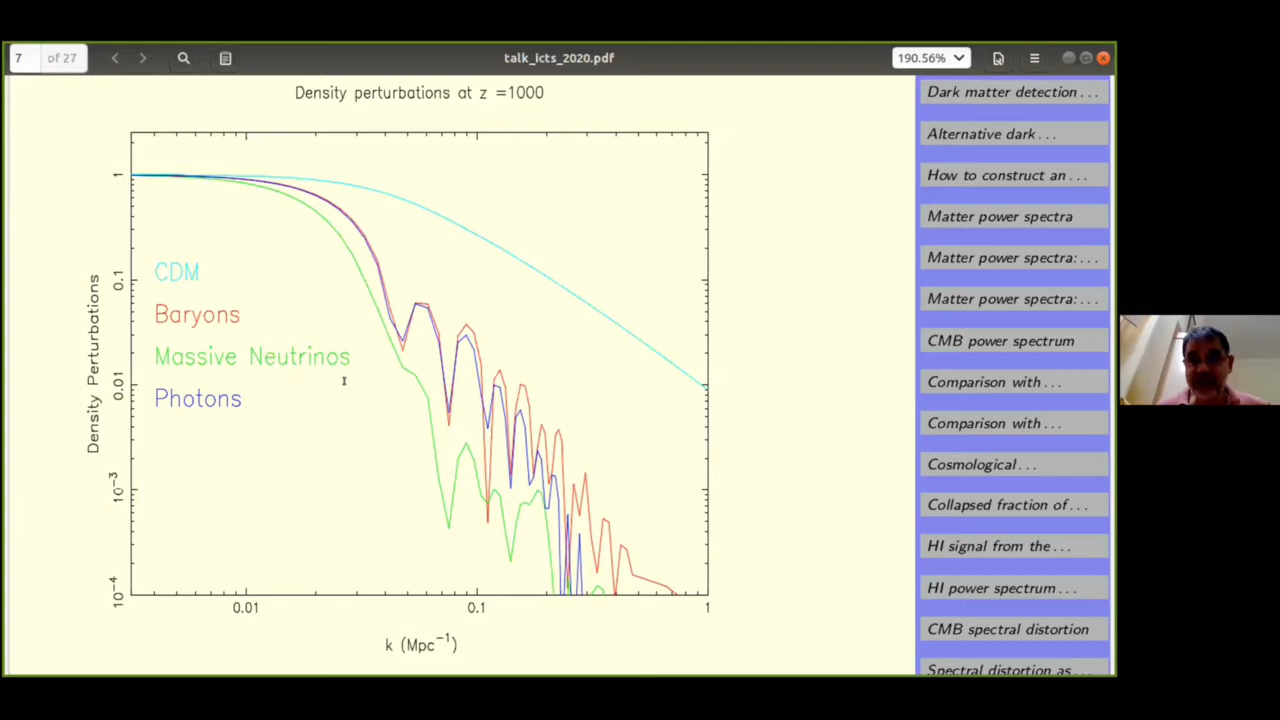 7 of 27
talk_icts_2020.pdf
190.56%
Density perturbations at z =1000
1
0.1
0.01
10⁻³
10⁻⁴
Density Perturbations
CDM
Baryons
Massive Neutrinos
Photons
0.01 0.1 1
k (Mpc⁻¹)
Dark matter detection . . .
Alternative dark . . .
How to construct an . . .
Matter power spectra
Matter power spectra: . . .
Matter power spectra: . . .
CMB power spectrum
Comparison with . . .
Comparison with . . .
Cosmological . . .
Collapsed fraction of . . .
HI signal from the . . .
HI power spectrum . . .
CMB spectral distortion
Spectral distortion as . . .